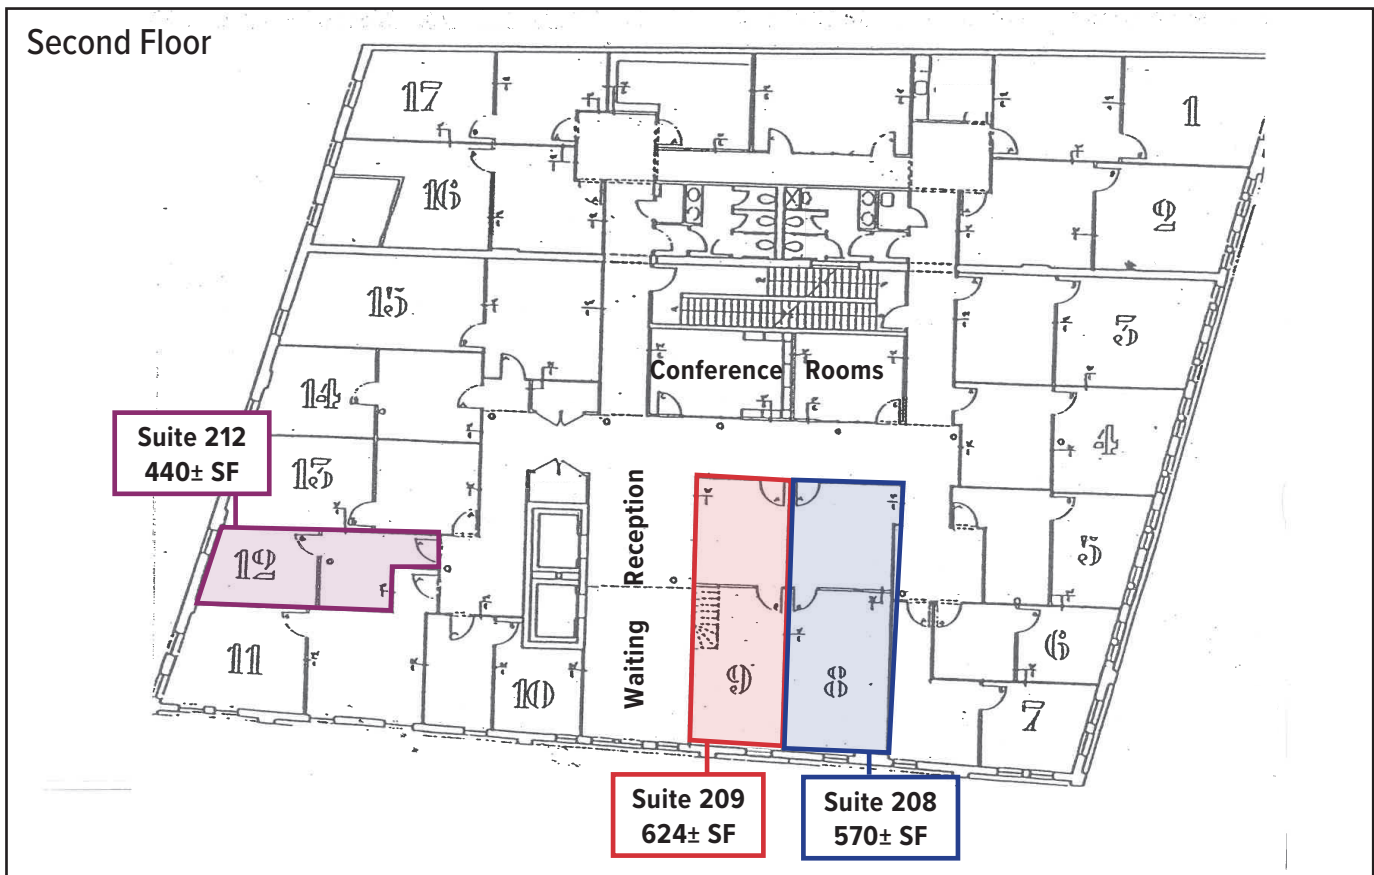 Second Floor
17
1
16
2
15
3
Conference Rooms
14
4
Suite 212
440± SF
13
Reception
5
12
Waiting
11
10
9
8
6
7
Suite 209
624± SF
Suite 208
570± SF